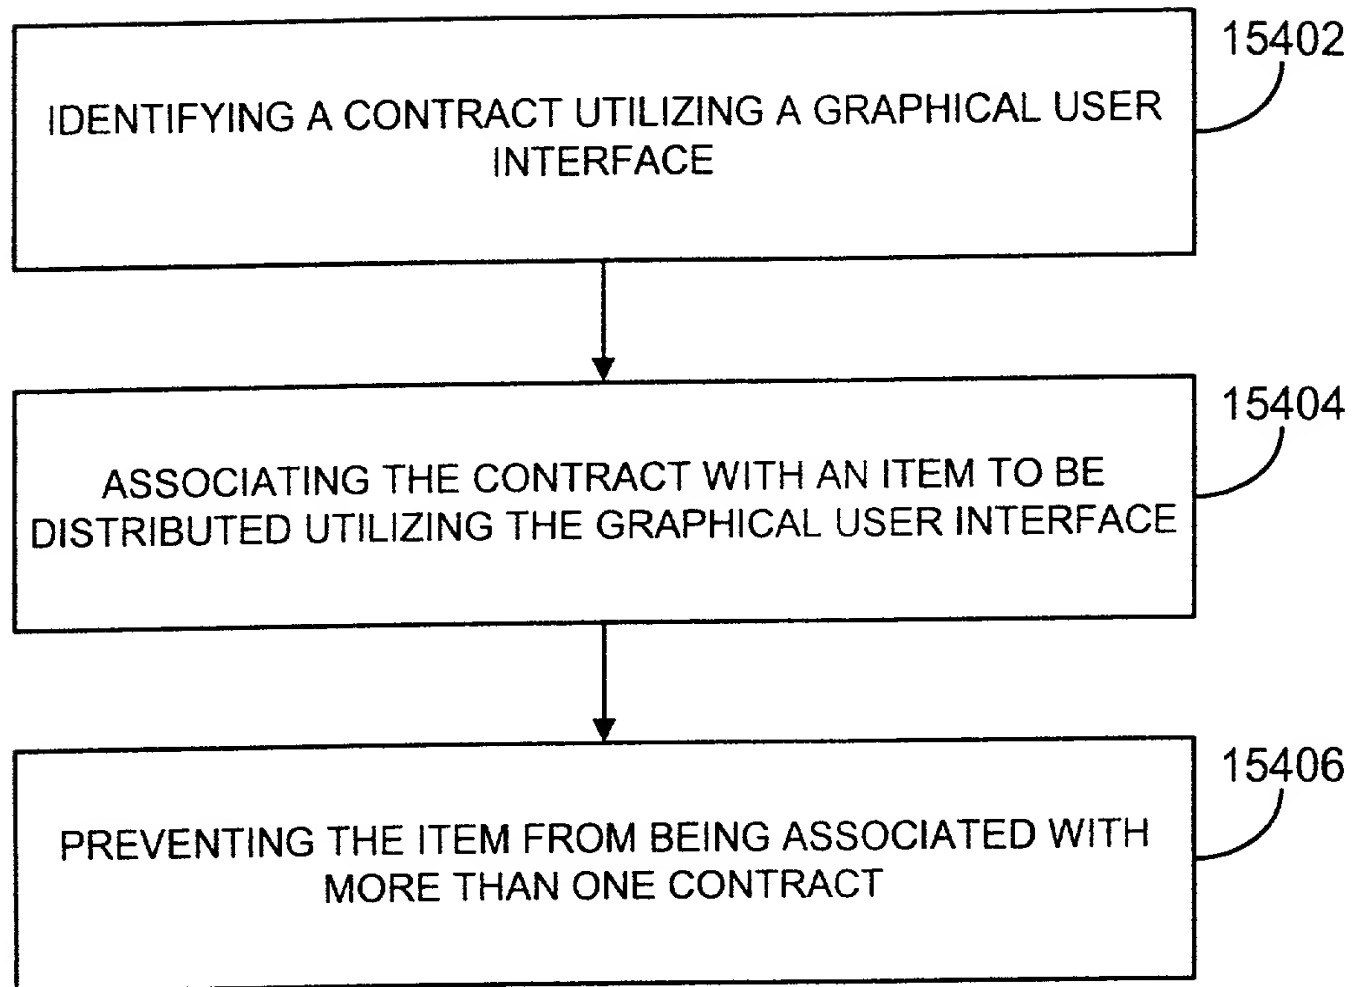 15402
IDENTIFYING A CONTRACT UTILIZING A GRAPHICAL USER
INTERFACE
15404
ASSOCIATING THE CONTRACT WITH AN ITEM TO BE
DISTRIBUTED UTILIZING THE GRAPHICAL USER INTERFACE
15406
PREVENTING THE ITEM FROM BEING ASSOCIATED WITH
MORE THAN ONE CONTRACT